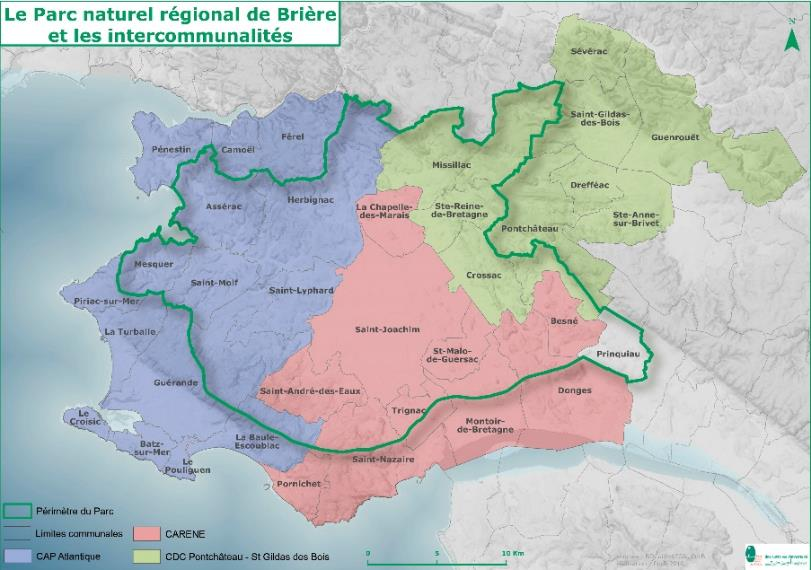 Le Parc naturel régional de Brière
et les intercommunalités
N
Sévérac
Saint-Gildas-
des-Bois
Guenrouët
Férel
Pénestin
Camoël
Missillac
Drefféac
Assérac
Herbignac
La Chapelle-
des-Marais
Ste-Reine-
de-Bretagne
Ste-Anne
sur-Brivet
Pontchâteau
Mesquer
Crossac
Saint-Molf
Saint-Lyphard
Piriac-sur-Mer
La Turballe
Saint-Joachim
Besné
St-Malo-
de-Guersac
Prinquiau
Guérande
Saint-André-des-Eaux
Donges
Le
Croisic
Trignac
Montoir-
de-Bretagne
Batz-
sur-Mer
La Baule-
Escoublac
Le
Pouliguen
Saint-Nazaire
Pornichet
Périmètre du Parc
Limites communales
CARENE
CAP Atlantique
CDC Pontchâteau - St Gildas des Bois
0
5
10 Km